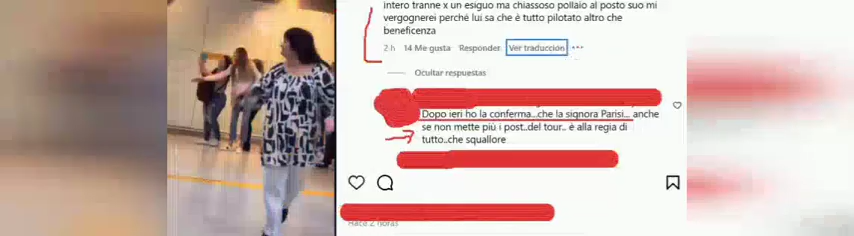 intero tranne x un esiguo ma chiassoso pollaio al posto suo mi
vergognerei perché lui sa che è tutto pilotato altro che
beneficenza
2 h 14 Me gusta Responder Ver traducción ...
Ocultar respuestas
Dopo ieri ho la conferma...che la signora Parisi... anche
se non mette più i post..del tour.. è alla regia di
tutto..che squallore
Hace 2 horas